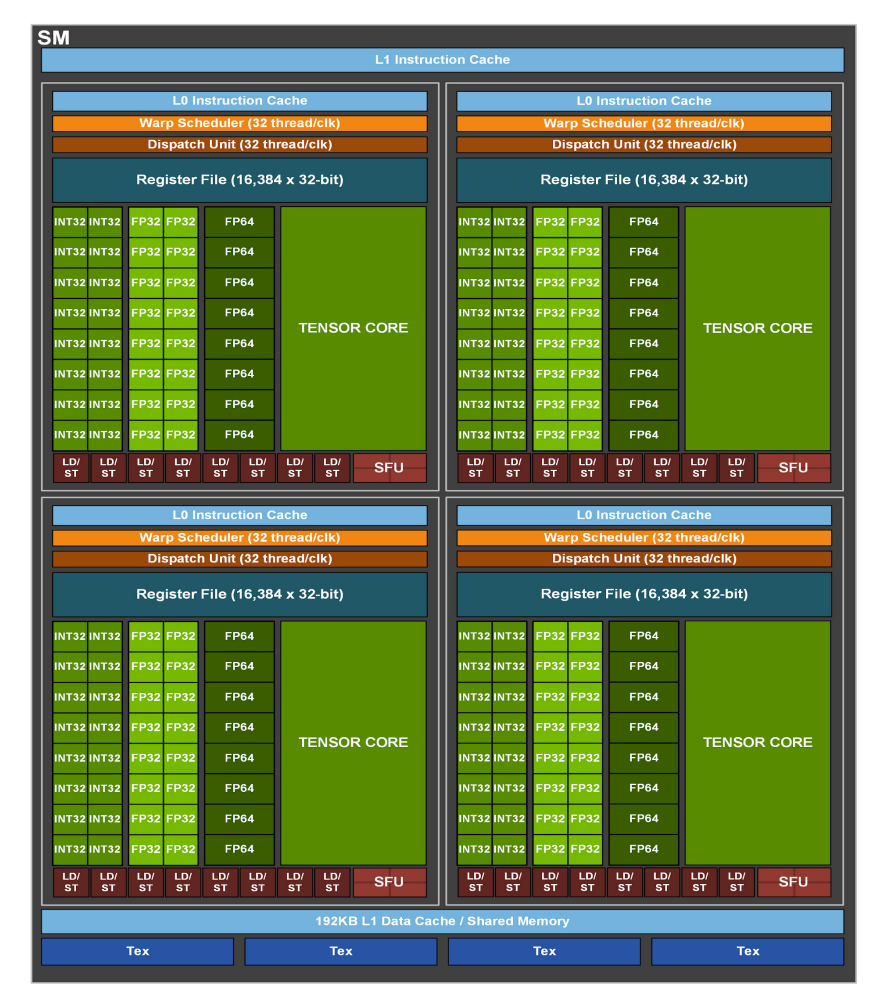 SM
L1 Instruction Cache
L0 Instruction Cache
Warp Scheduler (32 thread/clk)
Dispatch Unit (32 thread/clk)
Register File (16,384 x 32-bit)
INT32 INT32 FP32 FP32 FP64
INT32 INT32 FP32 FP32 FP64
INT32 INT32 FP32 FP32 FP64
INT32 INT32 FP32 FP32 FP64
TENSOR CORE
INT32 INT32 FP32 FP32 FP64
INT32 INT32 FP32 FP32 FP64
INT32 INT32 FP32 FP32 FP64
INT32 INT32 FP32 FP32 FP64
LD/ LD/ LD/ LD/ LD/ LD/ LD/ LD/
ST ST ST ST ST ST ST ST
SFU
L0 Instruction Cache
Warp Scheduler (32 thread/clk)
Dispatch Unit (32 thread/clk)
Register File (16,384 x 32-bit)
INT32 INT32 FP32 FP32 FP64
INT32 INT32 FP32 FP32 FP64
INT32 INT32 FP32 FP32 FP64
INT32 INT32 FP32 FP32 FP64
TENSOR CORE
INT32 INT32 FP32 FP32 FP64
INT32 INT32 FP32 FP32 FP64
INT32 INT32 FP32 FP32 FP64
INT32 INT32 FP32 FP32 FP64
LD/ LD/ LD/ LD/ LD/ LD/ LD/ LD/
ST ST ST ST ST ST ST ST
SFU
L0 Instruction Cache
Warp Scheduler (32 thread/clk)
Dispatch Unit (32 thread/clk)
Register File (16,384 x 32-bit)
INT32 INT32 FP32 FP32 FP64
INT32 INT32 FP32 FP32 FP64
INT32 INT32 FP32 FP32 FP64
INT32 INT32 FP32 FP32 FP64
TENSOR CORE
INT32 INT32 FP32 FP32 FP64
INT32 INT32 FP32 FP32 FP64
INT32 INT32 FP32 FP32 FP64
INT32 INT32 FP32 FP32 FP64
LD/ LD/ LD/ LD/ LD/ LD/ LD/ LD/
ST ST ST ST ST ST ST ST
SFU
L0 Instruction Cache
Warp Scheduler (32 thread/clk)
Dispatch Unit (32 thread/clk)
Register File (16,384 x 32-bit)
INT32 INT32 FP32 FP32 FP64
INT32 INT32 FP32 FP32 FP64
INT32 INT32 FP32 FP32 FP64
INT32 INT32 FP32 FP32 FP64
TENSOR CORE
INT32 INT32 FP32 FP32 FP64
INT32 INT32 FP32 FP32 FP64
INT32 INT32 FP32 FP32 FP64
INT32 INT32 FP32 FP32 FP64
LD/ LD/ LD/ LD/ LD/ LD/ LD/ LD/
ST ST ST ST ST ST ST ST
SFU
192KB L1 Data Cache / Shared Memory
Tex Tex Tex Tex